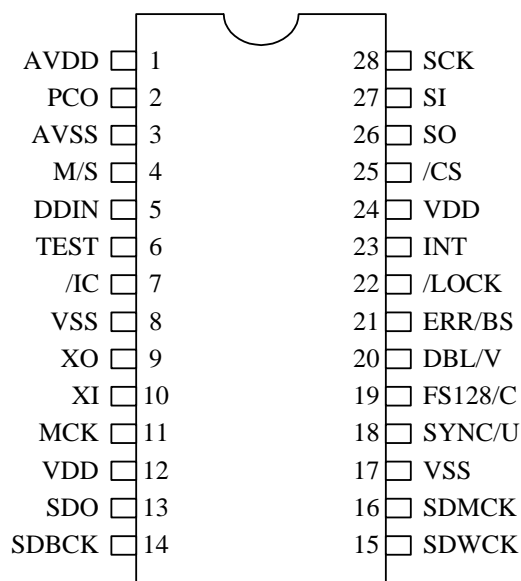 AVDD 1 28 SCK
PCO 2 27 SI
AVSS 3 26 SO
M/S 4 25 /CS
DDIN 5 24 VDD
TEST 6 23 INT
/IC 7 22 /LOCK
VSS 8 21 ERR/BS
XO 9 20 DBL/V
XI 10 19 FS128/C
MCK 11 18 SYNC/U
VDD 12 17 VSS
SDO 13 16 SDMCK
SDBCK 14 15 SDWCK